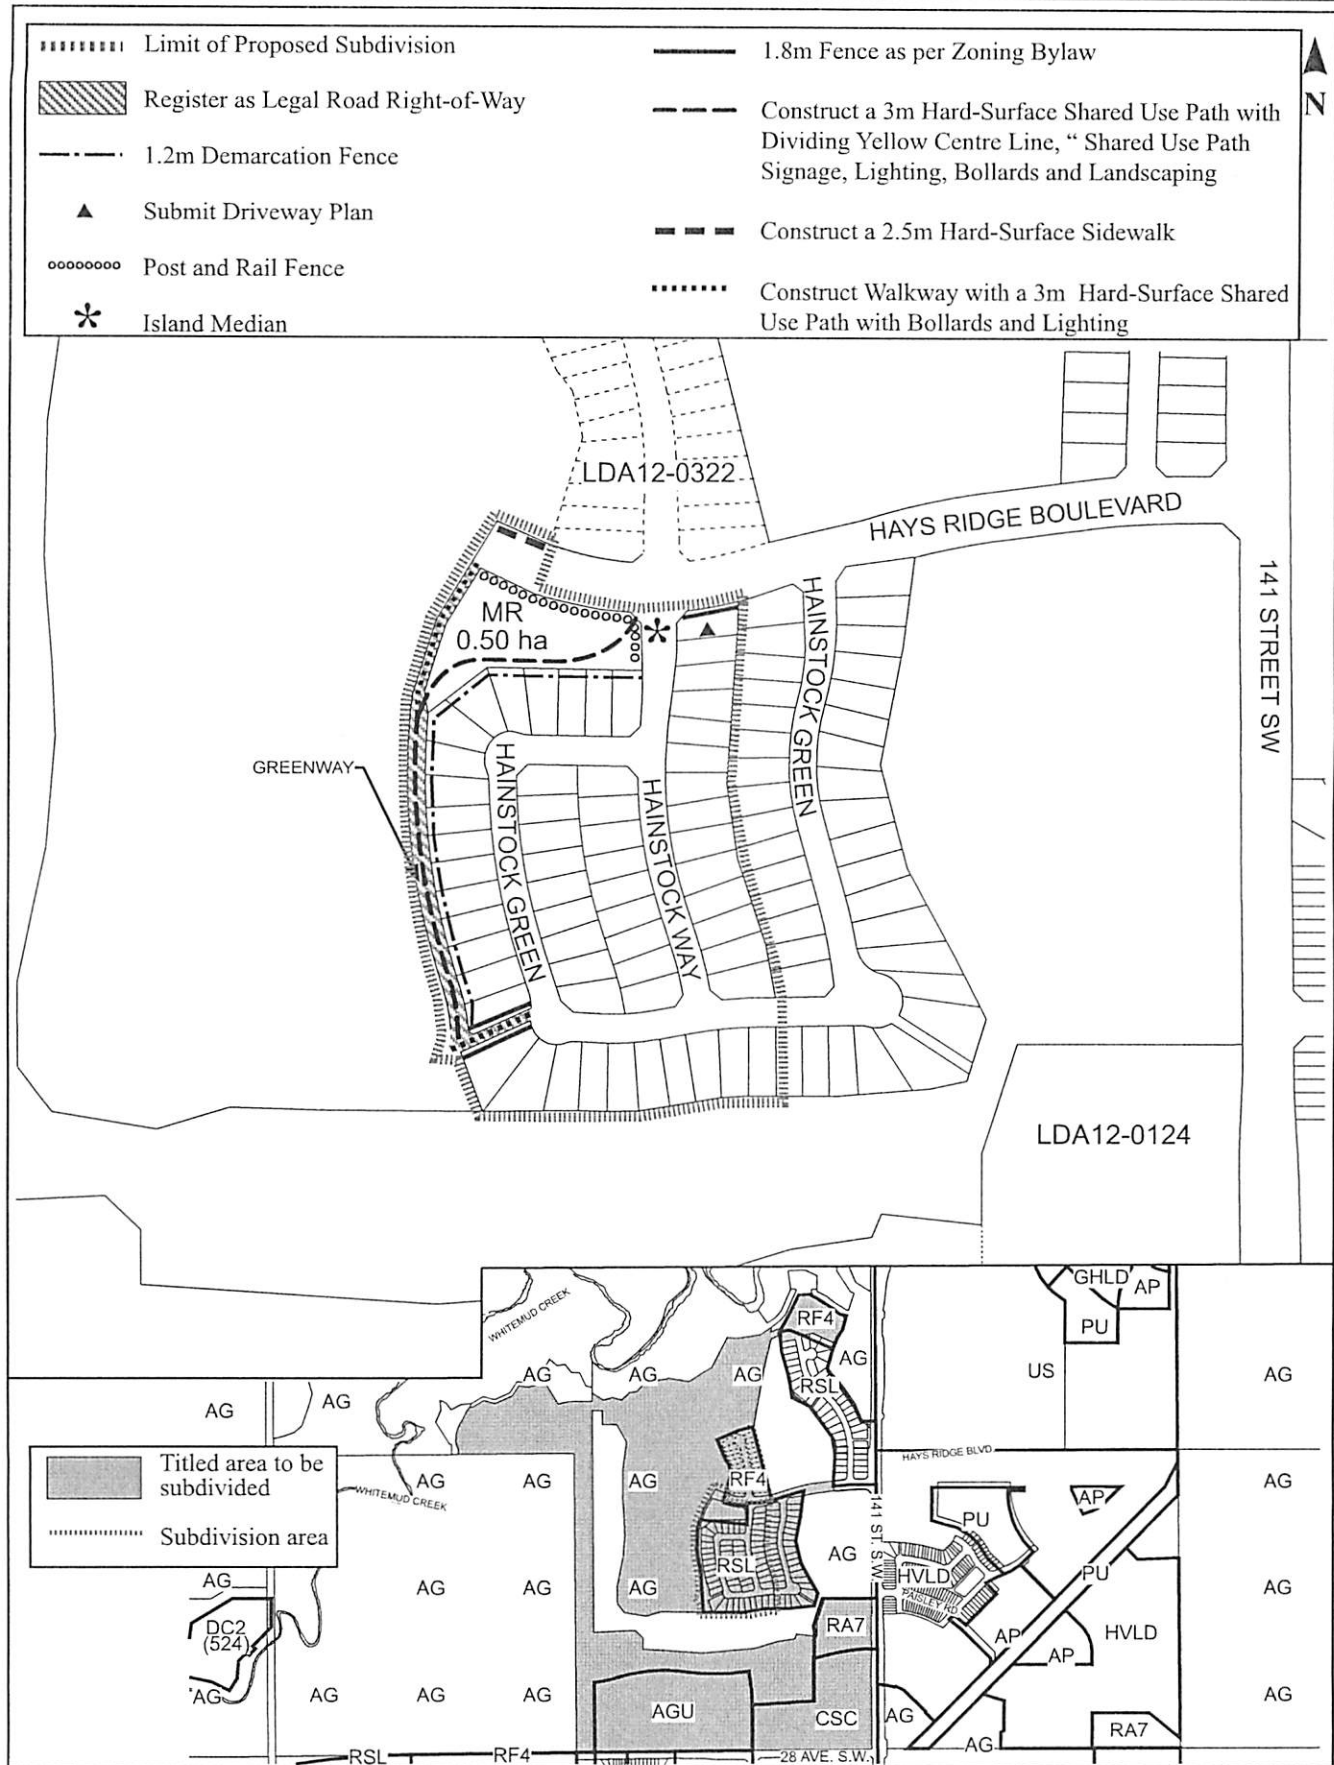 Limit of Proposed Subdivision
Register as Legal Road Right-of-Way
1.2m Demarcation Fence
Submit Driveway Plan
Post and Rail Fence
Island Median
1.8m Fence as per Zoning Bylaw
Construct a 3m Hard-Surface Shared Use Path with
Dividing Yellow Centre Line, “ Shared Use Path
Signage, Lighting, Bollards and Landscaping
Construct a 2.5m Hard-Surface Sidewalk
Construct Walkway with a 3m Hard-Surface Shared
Use Path with Bollards and Lighting
N
LDA12-0322
HAYS RIDGE BOULEVARD
141 STREET SW
MR
0.50 ha
HAINSTOCK GREEN
GREENWAY
HAINSTOCK GREEN
HAINSTOCK WAY
LDA12-0124
WHITEMUD CREEK
GHLD
AP
PU
RF4
AG
US
AG
AG
AG
AG
RSL
AG
AG
HAYS RIDGE BLVD
Titled area to be
subdivided
Subdivision area
WHITEMUD CREEK
AG
AG
AG
RF4
141 ST. S.W.
AP
AG
PU
RSL
AG
HVLD
PAISLEY RD
PU
AG
AG
AG
AG
AG
DC2
(524)
RA7
AP
AP
HVLD
AG
AG
AG
AG
AGU
CSC
AG
RA7
AG
AG
RSL
RF4
28 AVE. S.W.